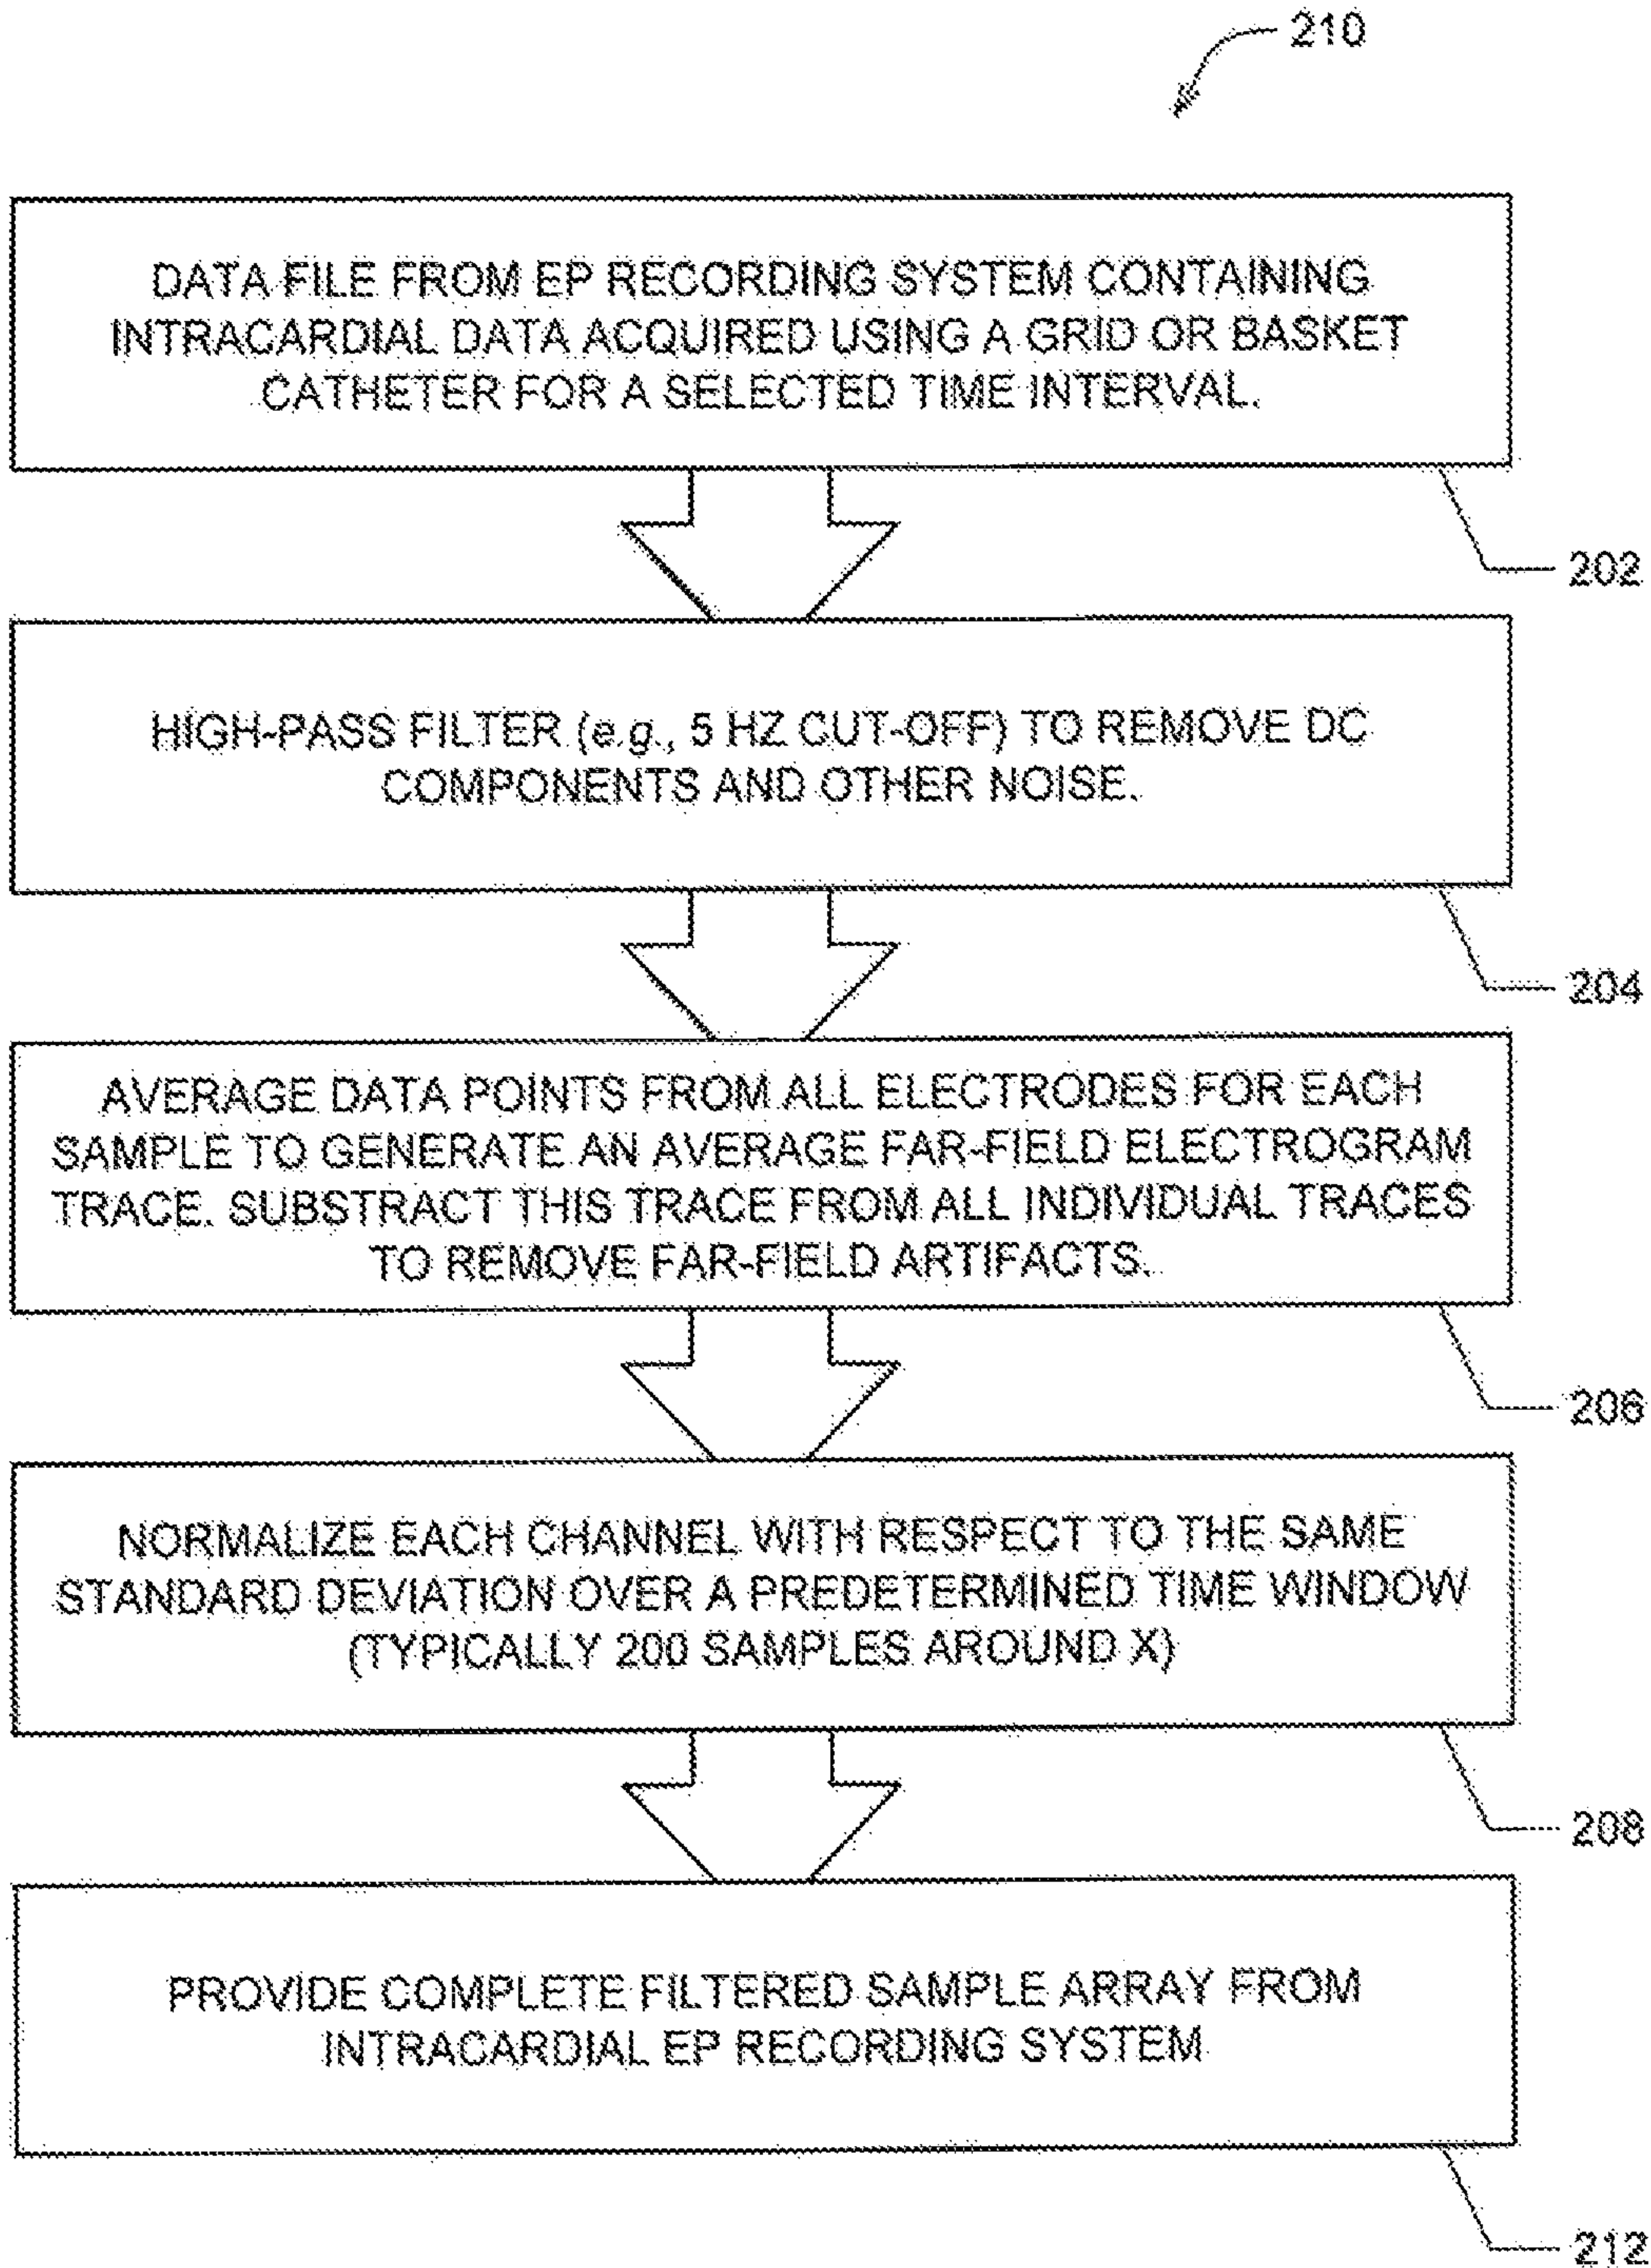 210
DATA FILE FROM EP RECORDING SYSTEM CONTAINING
INTRACARDIAL DATA ACQUIRED USING A GRID OR BASKET
CATHETER FOR A SELECTED TIME INTERVAL.
202
HIGH-PASS FILTER (e.g., 5 HZ CUT-OFF) TO REMOVE DC
COMPONENTS AND OTHER NOISE.
204
AVERAGE DATA POINTS FROM ALL ELECTRODES FOR EACH
SAMPLE TO GENERATE AN AVERAGE FAR-FIELD ELECTROGRAM
TRACE. SUBSTRACT THIS TRACE FROM ALL INDIVIDUAL TRACES
TO REMOVE FAR-FIELD ARTIFACTS.
206
NORMALIZE EACH CHANNEL WITH RESPECT TO THE SAME
STANDARD DEVIATION OVER A PREDETERMINED TIME WINDOW
(TYPICALLY 200 SAMPLES AROUND X)
208
PROVIDE COMPLETE FILTERED SAMPLE ARRAY FROM
INTRACARDIAL EP RECORDING SYSTEM
212